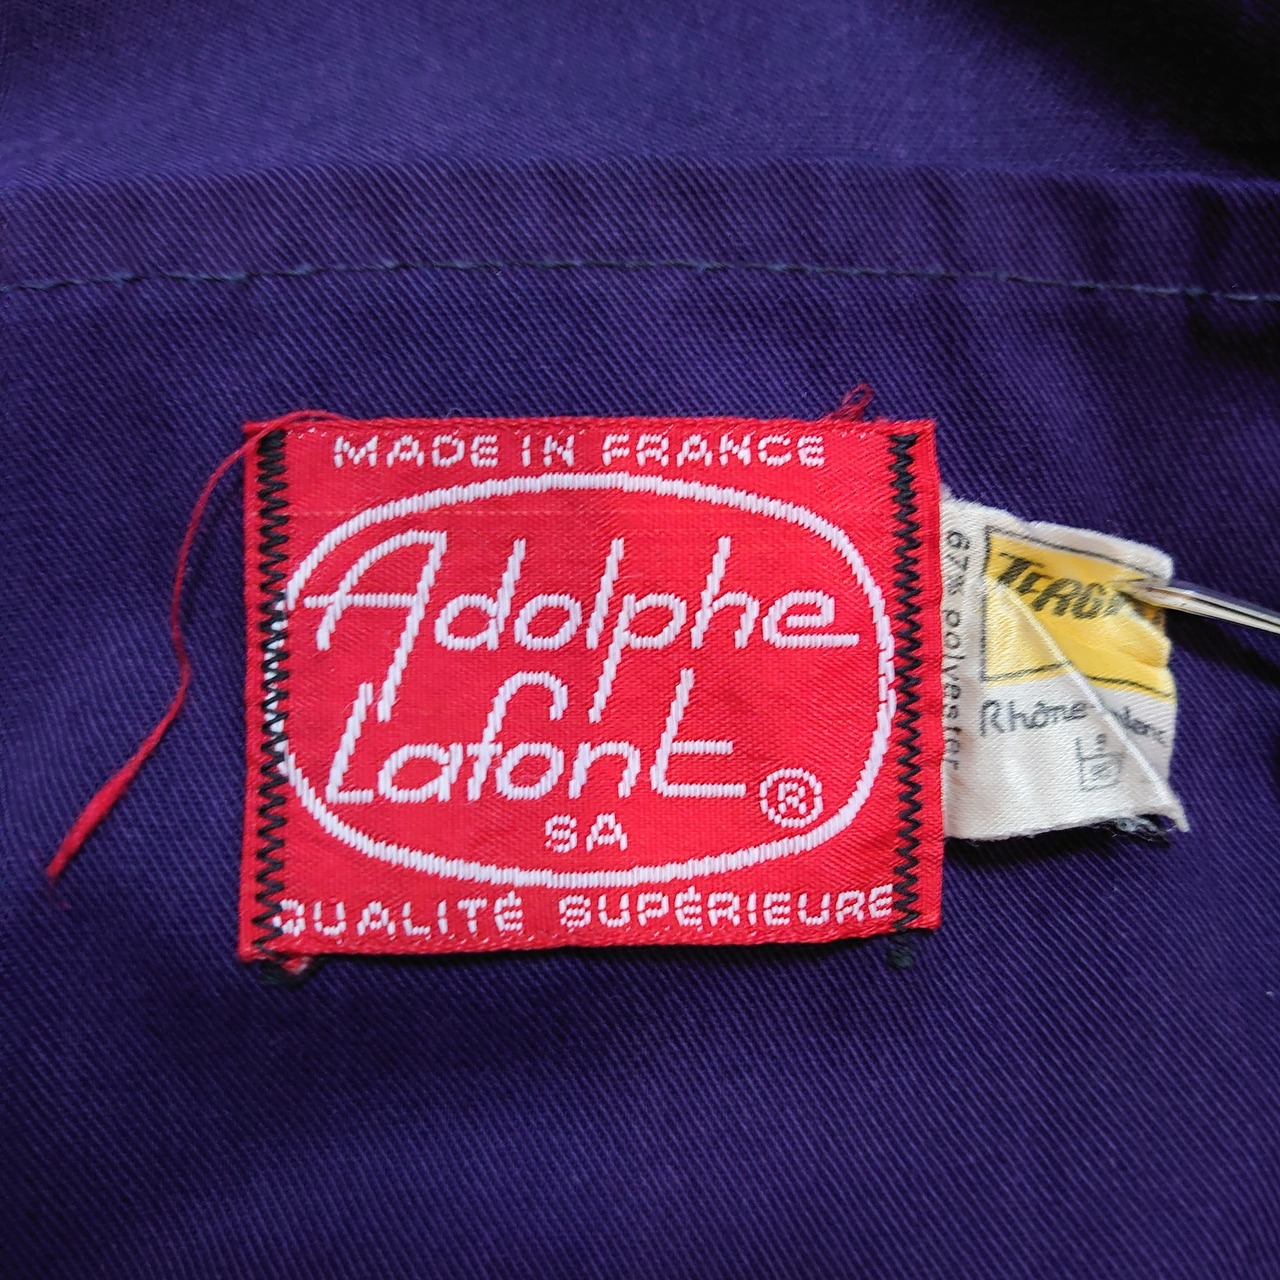 MADE IN FRANCE
Adolphe
Lafont
®
SA
QUALITÉ SUPÉRIEURE
67% polyester
Rhône